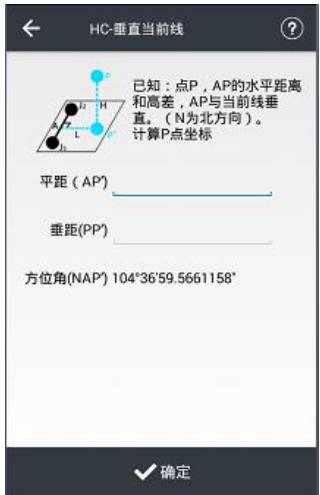 HC-垂直当前线
?
P
J₂
H
已知：点P，AP的水平距离
和高差，AP与当前线垂
直。（N为北方向）。
计算P点坐标
A
L
P'
J₁
平距（AP')
垂距(PP')
方位角(NAP') 104°36'59.5661158"
确定